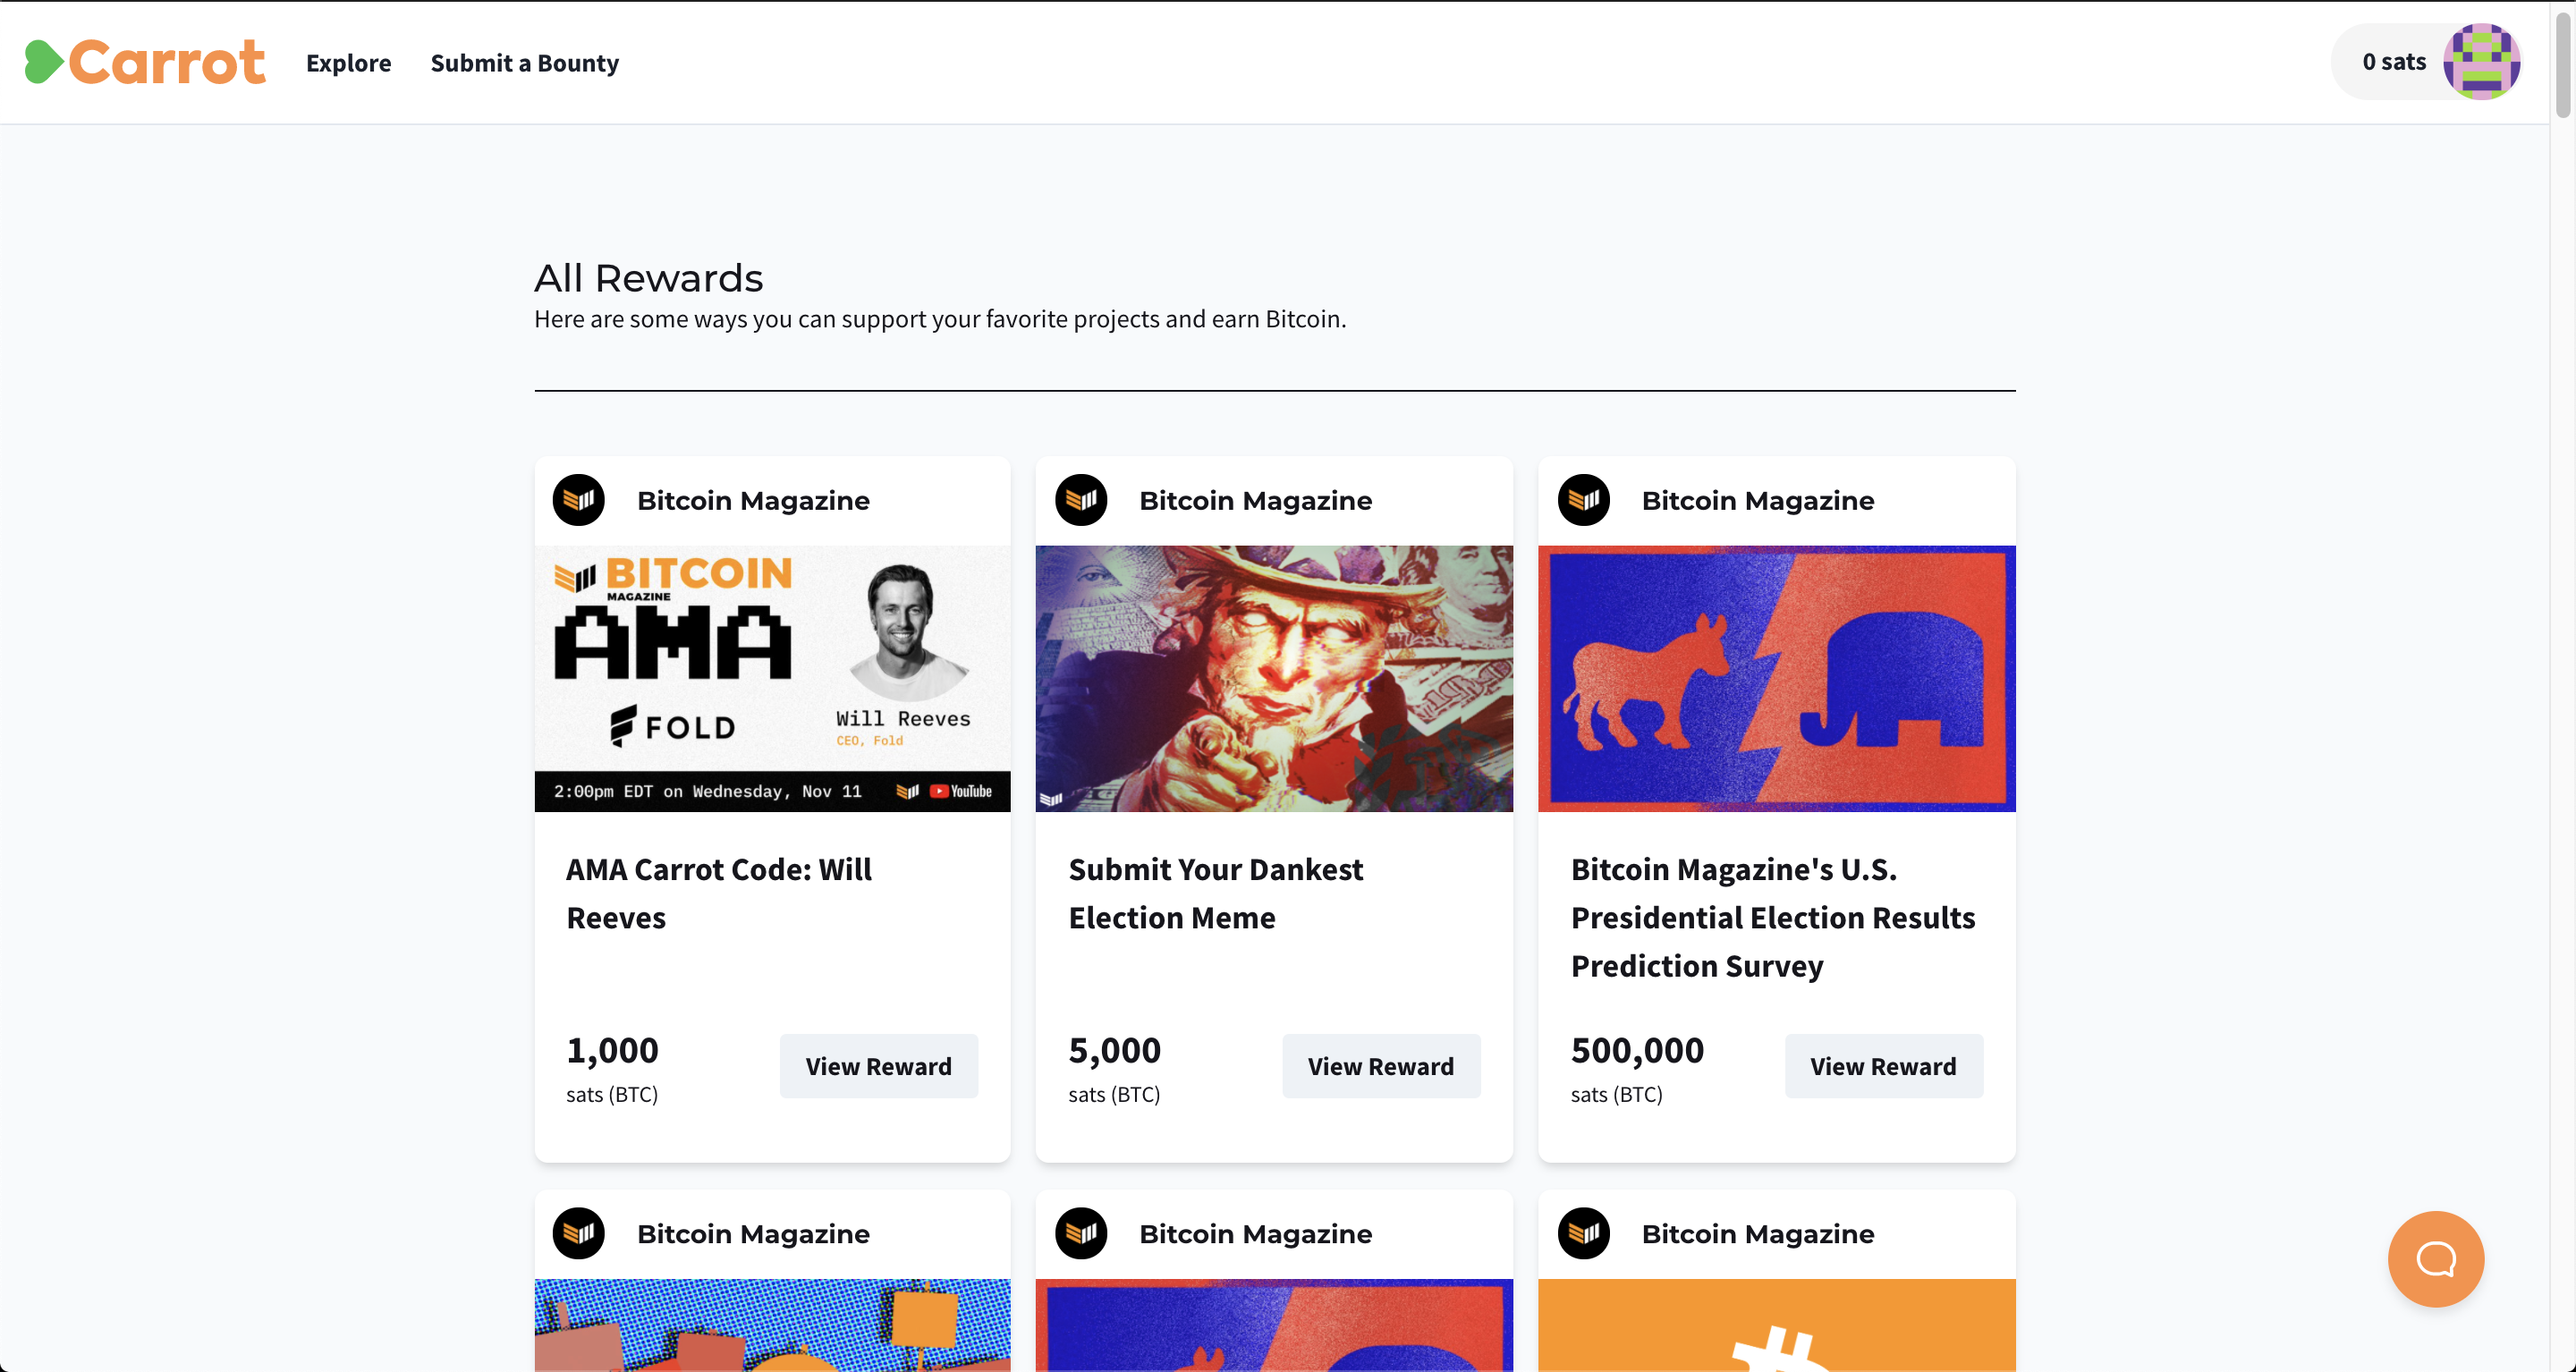 Carrot
Explore
Submit a Bounty
0 sats
All Rewards
Here are some ways you can support your favorite projects and earn Bitcoin.
Bitcoin Magazine
BITCOIN
MAGAZINE
AMA
FOLD
Will Reeves
CEO, Fold
2:00pm EDT on Wednesday, Nov 11
YouTube
AMA Carrot Code: Will
Reeves
1,000
sats (BTC)
View Reward
Bitcoin Magazine
Submit Your Dankest
Election Meme
5,000
sats (BTC)
View Reward
Bitcoin Magazine
Bitcoin Magazine's U.S.
Presidential Election Results
Prediction Survey
500,000
sats (BTC)
View Reward
Bitcoin Magazine
Bitcoin Magazine
Bitcoin Magazine